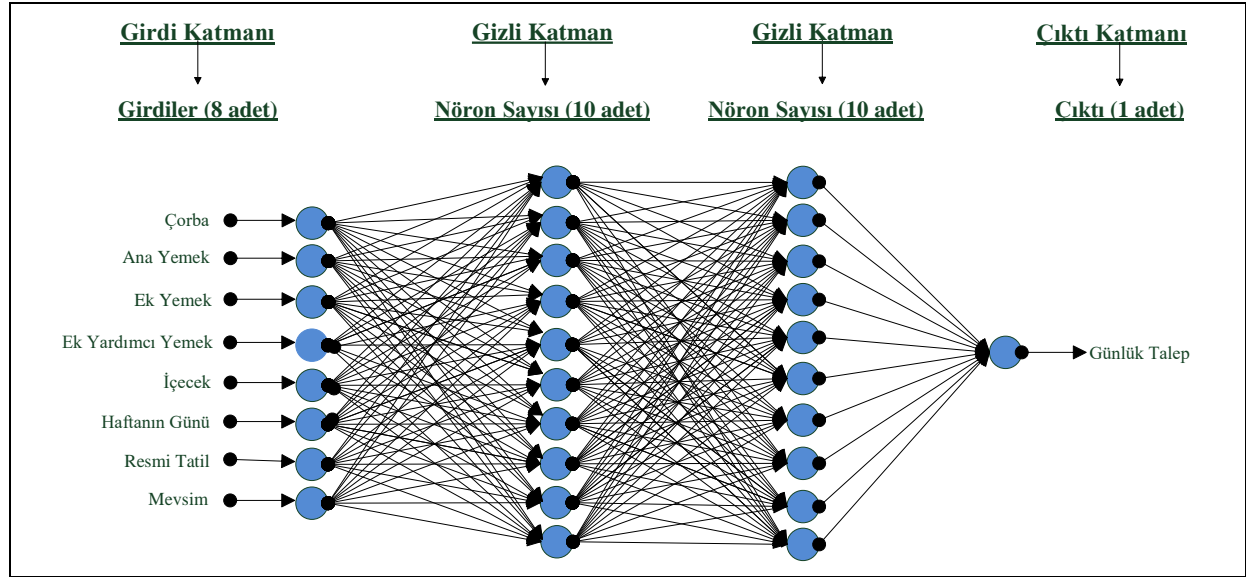 Girdi Katmanı
Gizli Katman
Gizli Katman
Çıktı Katmanı
Girdiler (8 adet)
Nöron Sayısı (10 adet)
Nöron Sayısı (10 adet)
Çıktı (1 adet)
Çorba
Ana Yemek
Ek Yemek
Ek Yardımcı Yemek
İçecek
Haftanın Günü
Resmi Tatil
Mevsim
Günlük Talep